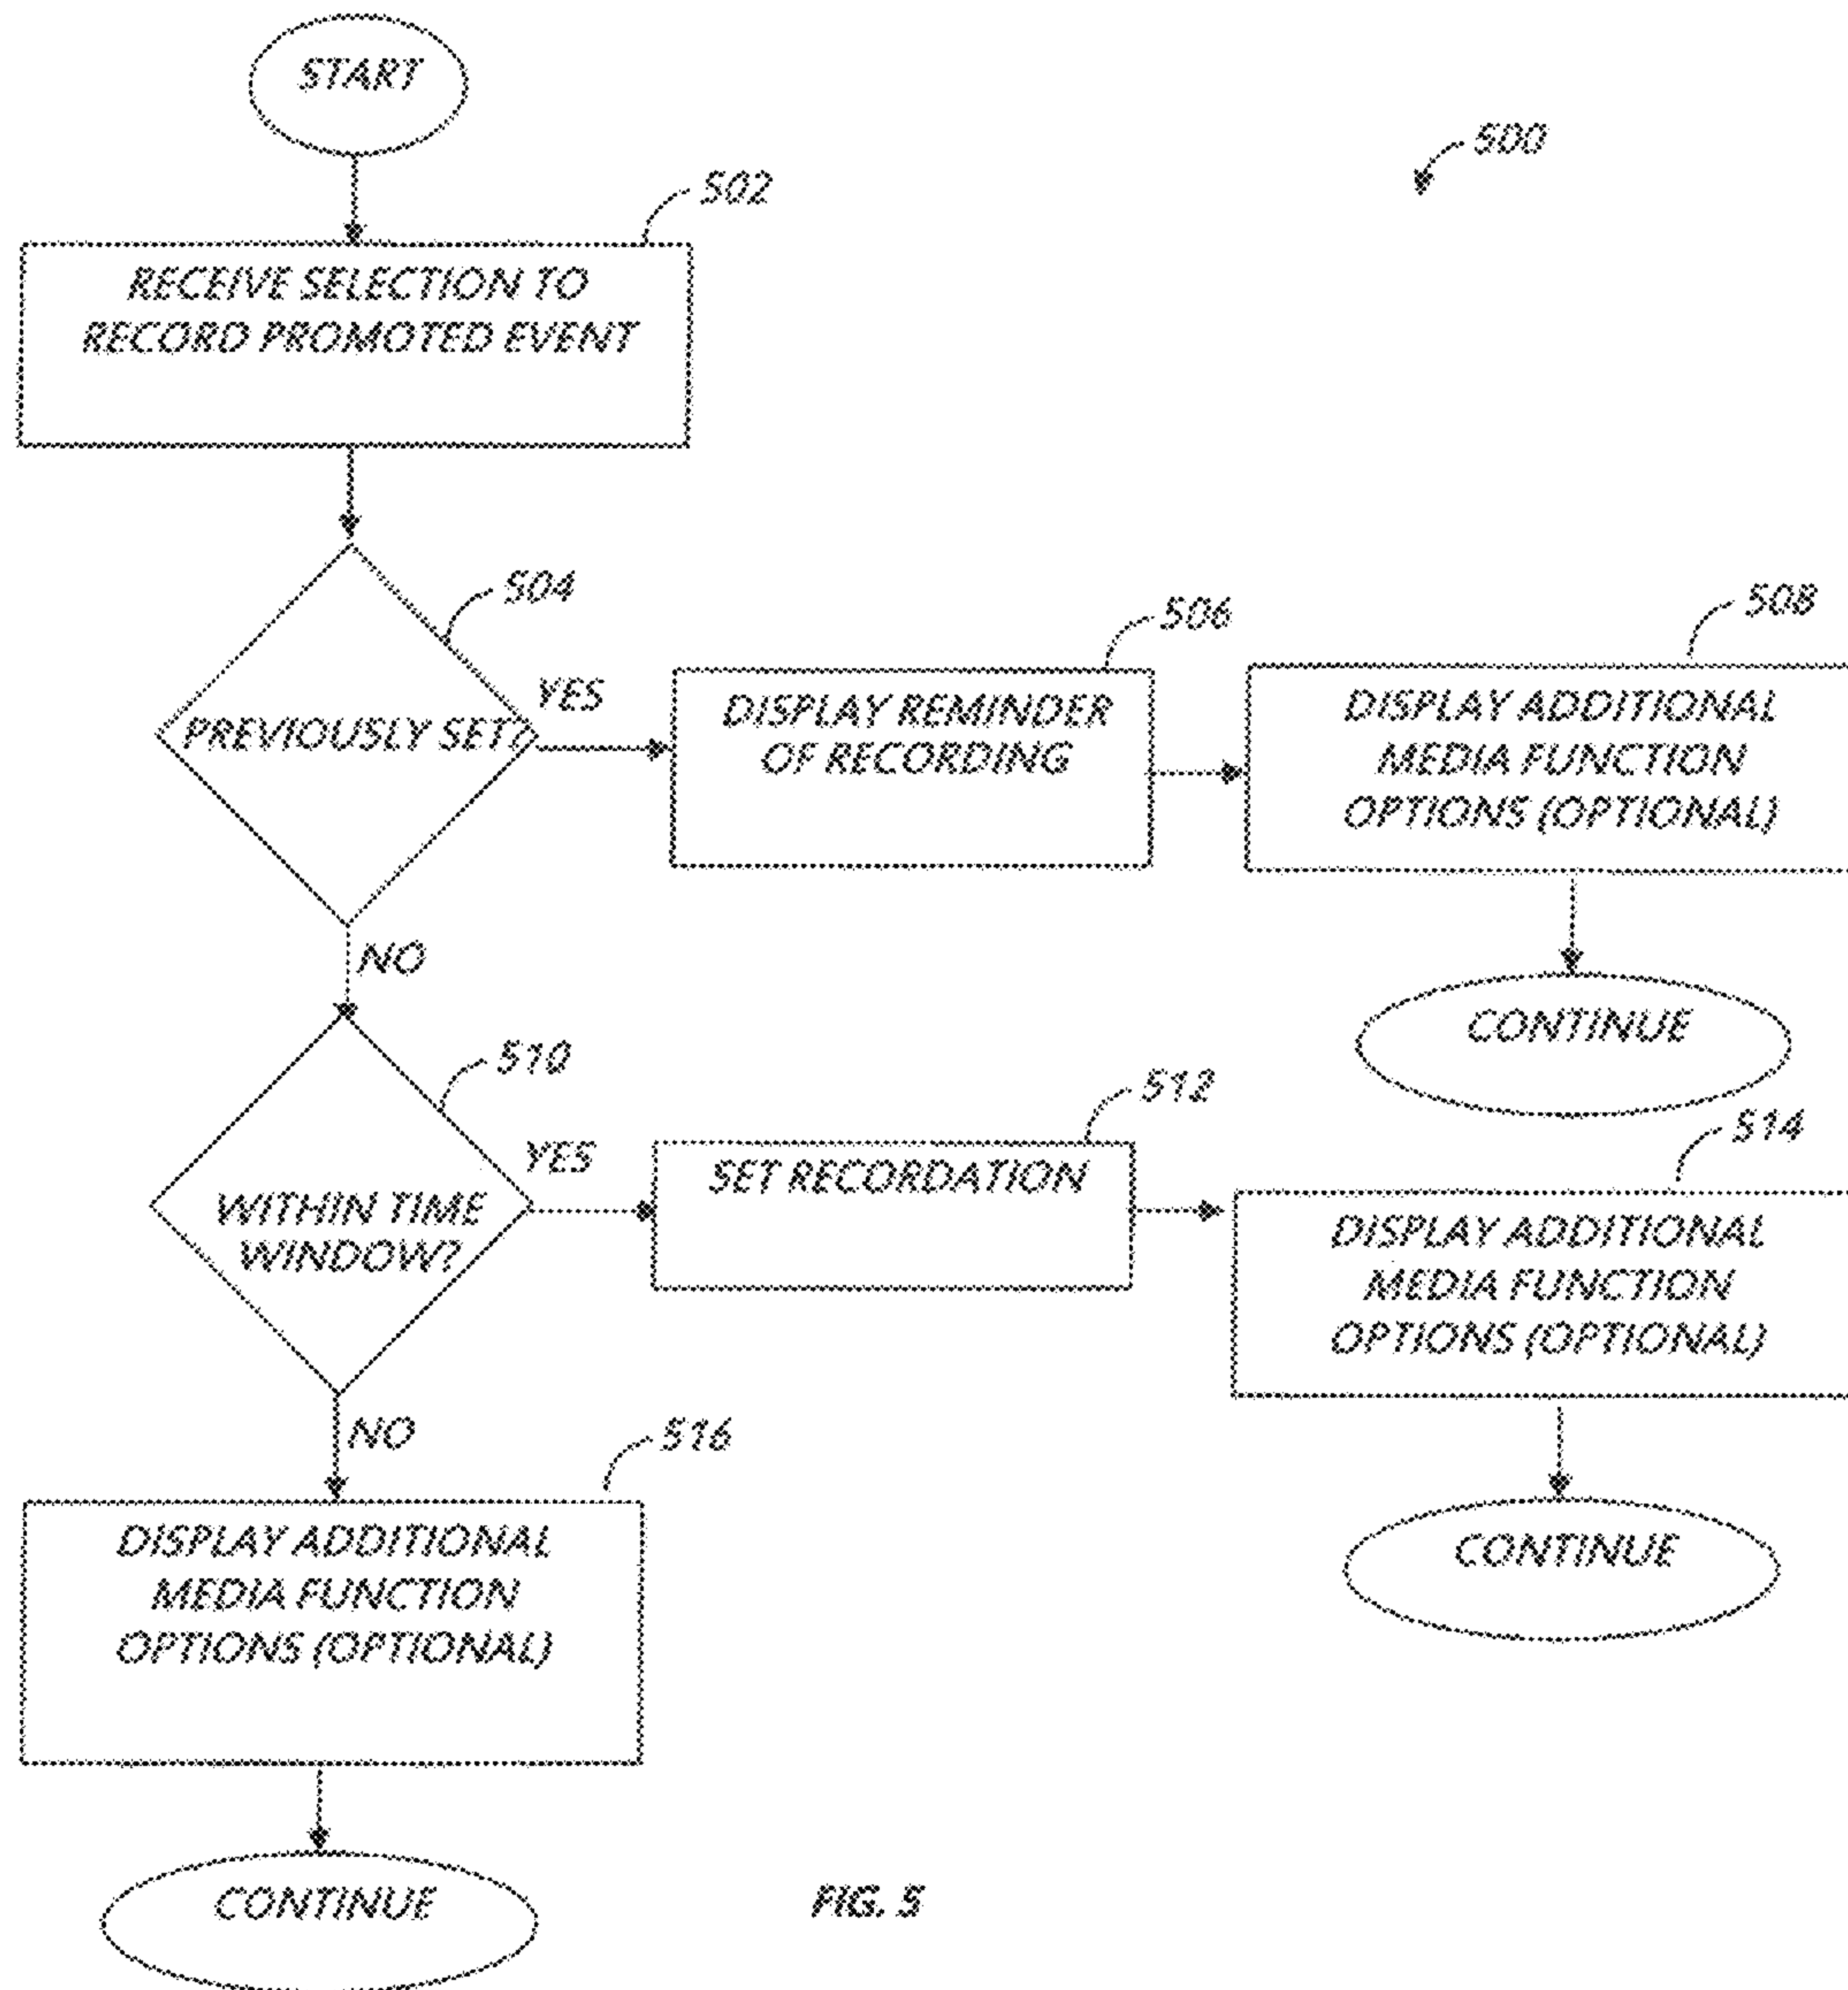 START
500
502
RECEIVE SELECTION TO
RECORD PROMOTED EVENT
504
PREVIOUSLY SET?
YES
506
DISPLAY REMINDER
OF RECORDING
508
DISPLAY ADDITIONAL
MEDIA FUNCTION
OPTIONS (OPTIONAL)
CONTINUE
NO
510
WITHIN TIME
WINDOW?
YES
512
SET RECORDATION
514
DISPLAY ADDITIONAL
MEDIA FUNCTION
OPTIONS (OPTIONAL)
CONTINUE
NO
516
DISPLAY ADDITIONAL
MEDIA FUNCTION
OPTIONS (OPTIONAL)
CONTINUE
FIG. 5